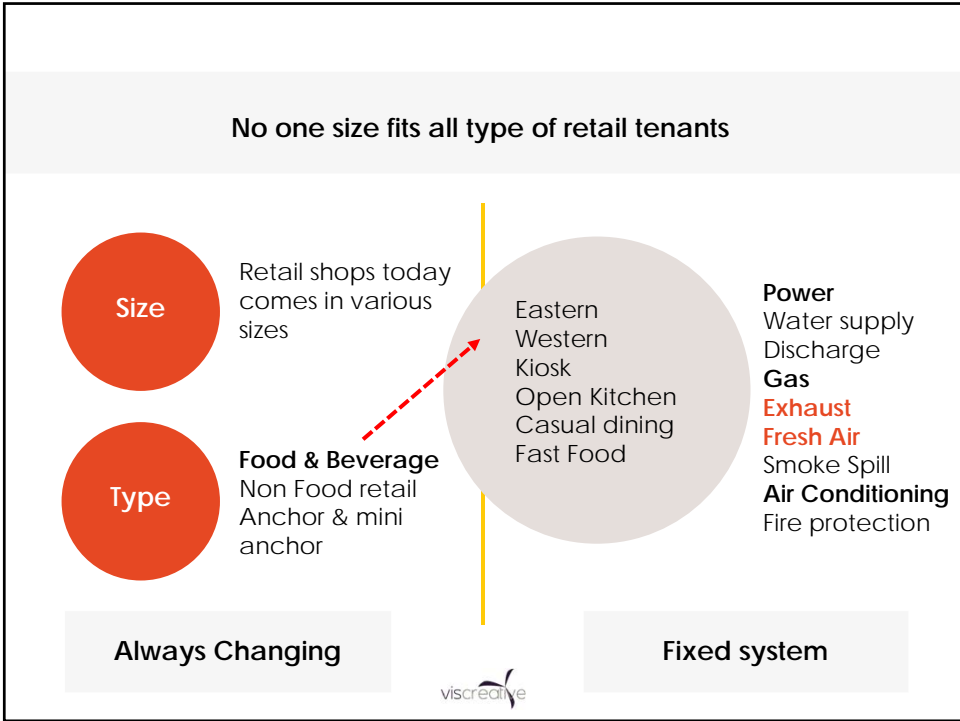 No one size fits all type of retail tenants
Size
Retail shops today
comes in various
sizes
Type
Food & Beverage
Non Food retail
Anchor & mini
anchor
Eastern
Western
Kiosk
Open Kitchen
Casual dining
Fast Food
Power
Water supply
Discharge
Gas
Exhaust
Fresh Air
Smoke Spill
Air Conditioning
Fire protection
Always Changing
Fixed system
viscreative